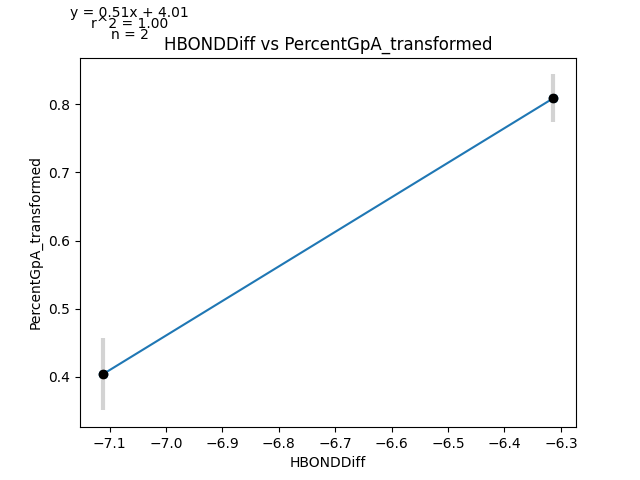 y = 0.51x + 4.01
r^2 = 1.00
n = 2
HBONDDiff vs PercentGpA_transformed
PercentGpA_transformed
0.8
0.7
0.6
0.5
0.4
−7.1 −7.0 −6.9 −6.8 −6.7 −6.6 −6.5 −6.4 −6.3
HBONDDiff